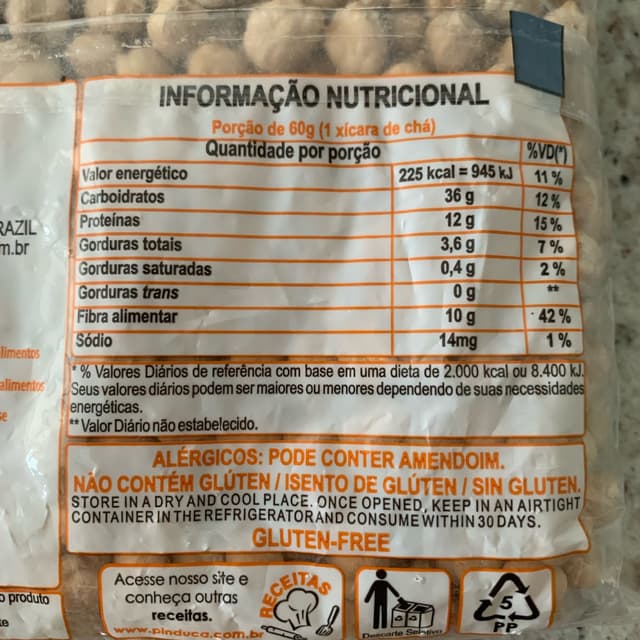 INFORMAÇÃO NUTRICIONAL
Porção de 60g (1 xícara de chá)
Quantidade por porção %VD(*)
Valor energético 225 kcal = 945 kJ 11 %
Carboidratos 36 g 12 %
Proteínas 12 g 15 %
Gorduras totais 3,6 g 7 %
Gorduras saturadas 0,4 g 2 %
Gorduras trans 0 g **
Fibra alimentar 10 g 42 %
Sódio 14mg 1 %
* % Valores Diários de referência com base em uma dieta de 2.000 kcal ou 8.400 kJ.
Seus valores diários podem ser maiores ou menores dependendo de suas necessidades
energéticas.
** Valor Diário não estabelecido.
ALÉRGICOS: PODE CONTER AMENDOIM.
NÃO CONTÉM GLÚTEN / ISENTO DE GLÚTEN / SIN GLUTEN.
STORE IN A DRY AND COOL PLACE. ONCE OPENED, KEEP IN AN AIRTIGHT
CONTAINER IN THE REFRIGERATOR AND CONSUME WITHIN 30 DAYS.
GLUTEN-FREE
Acesse nosso site e
conheça outras
receitas.
www.pinduca.com.br
RECEITAS
Descarte Seletivo
5
PP
RAZIL
m.br
alimentos
alimentos
se
o produto